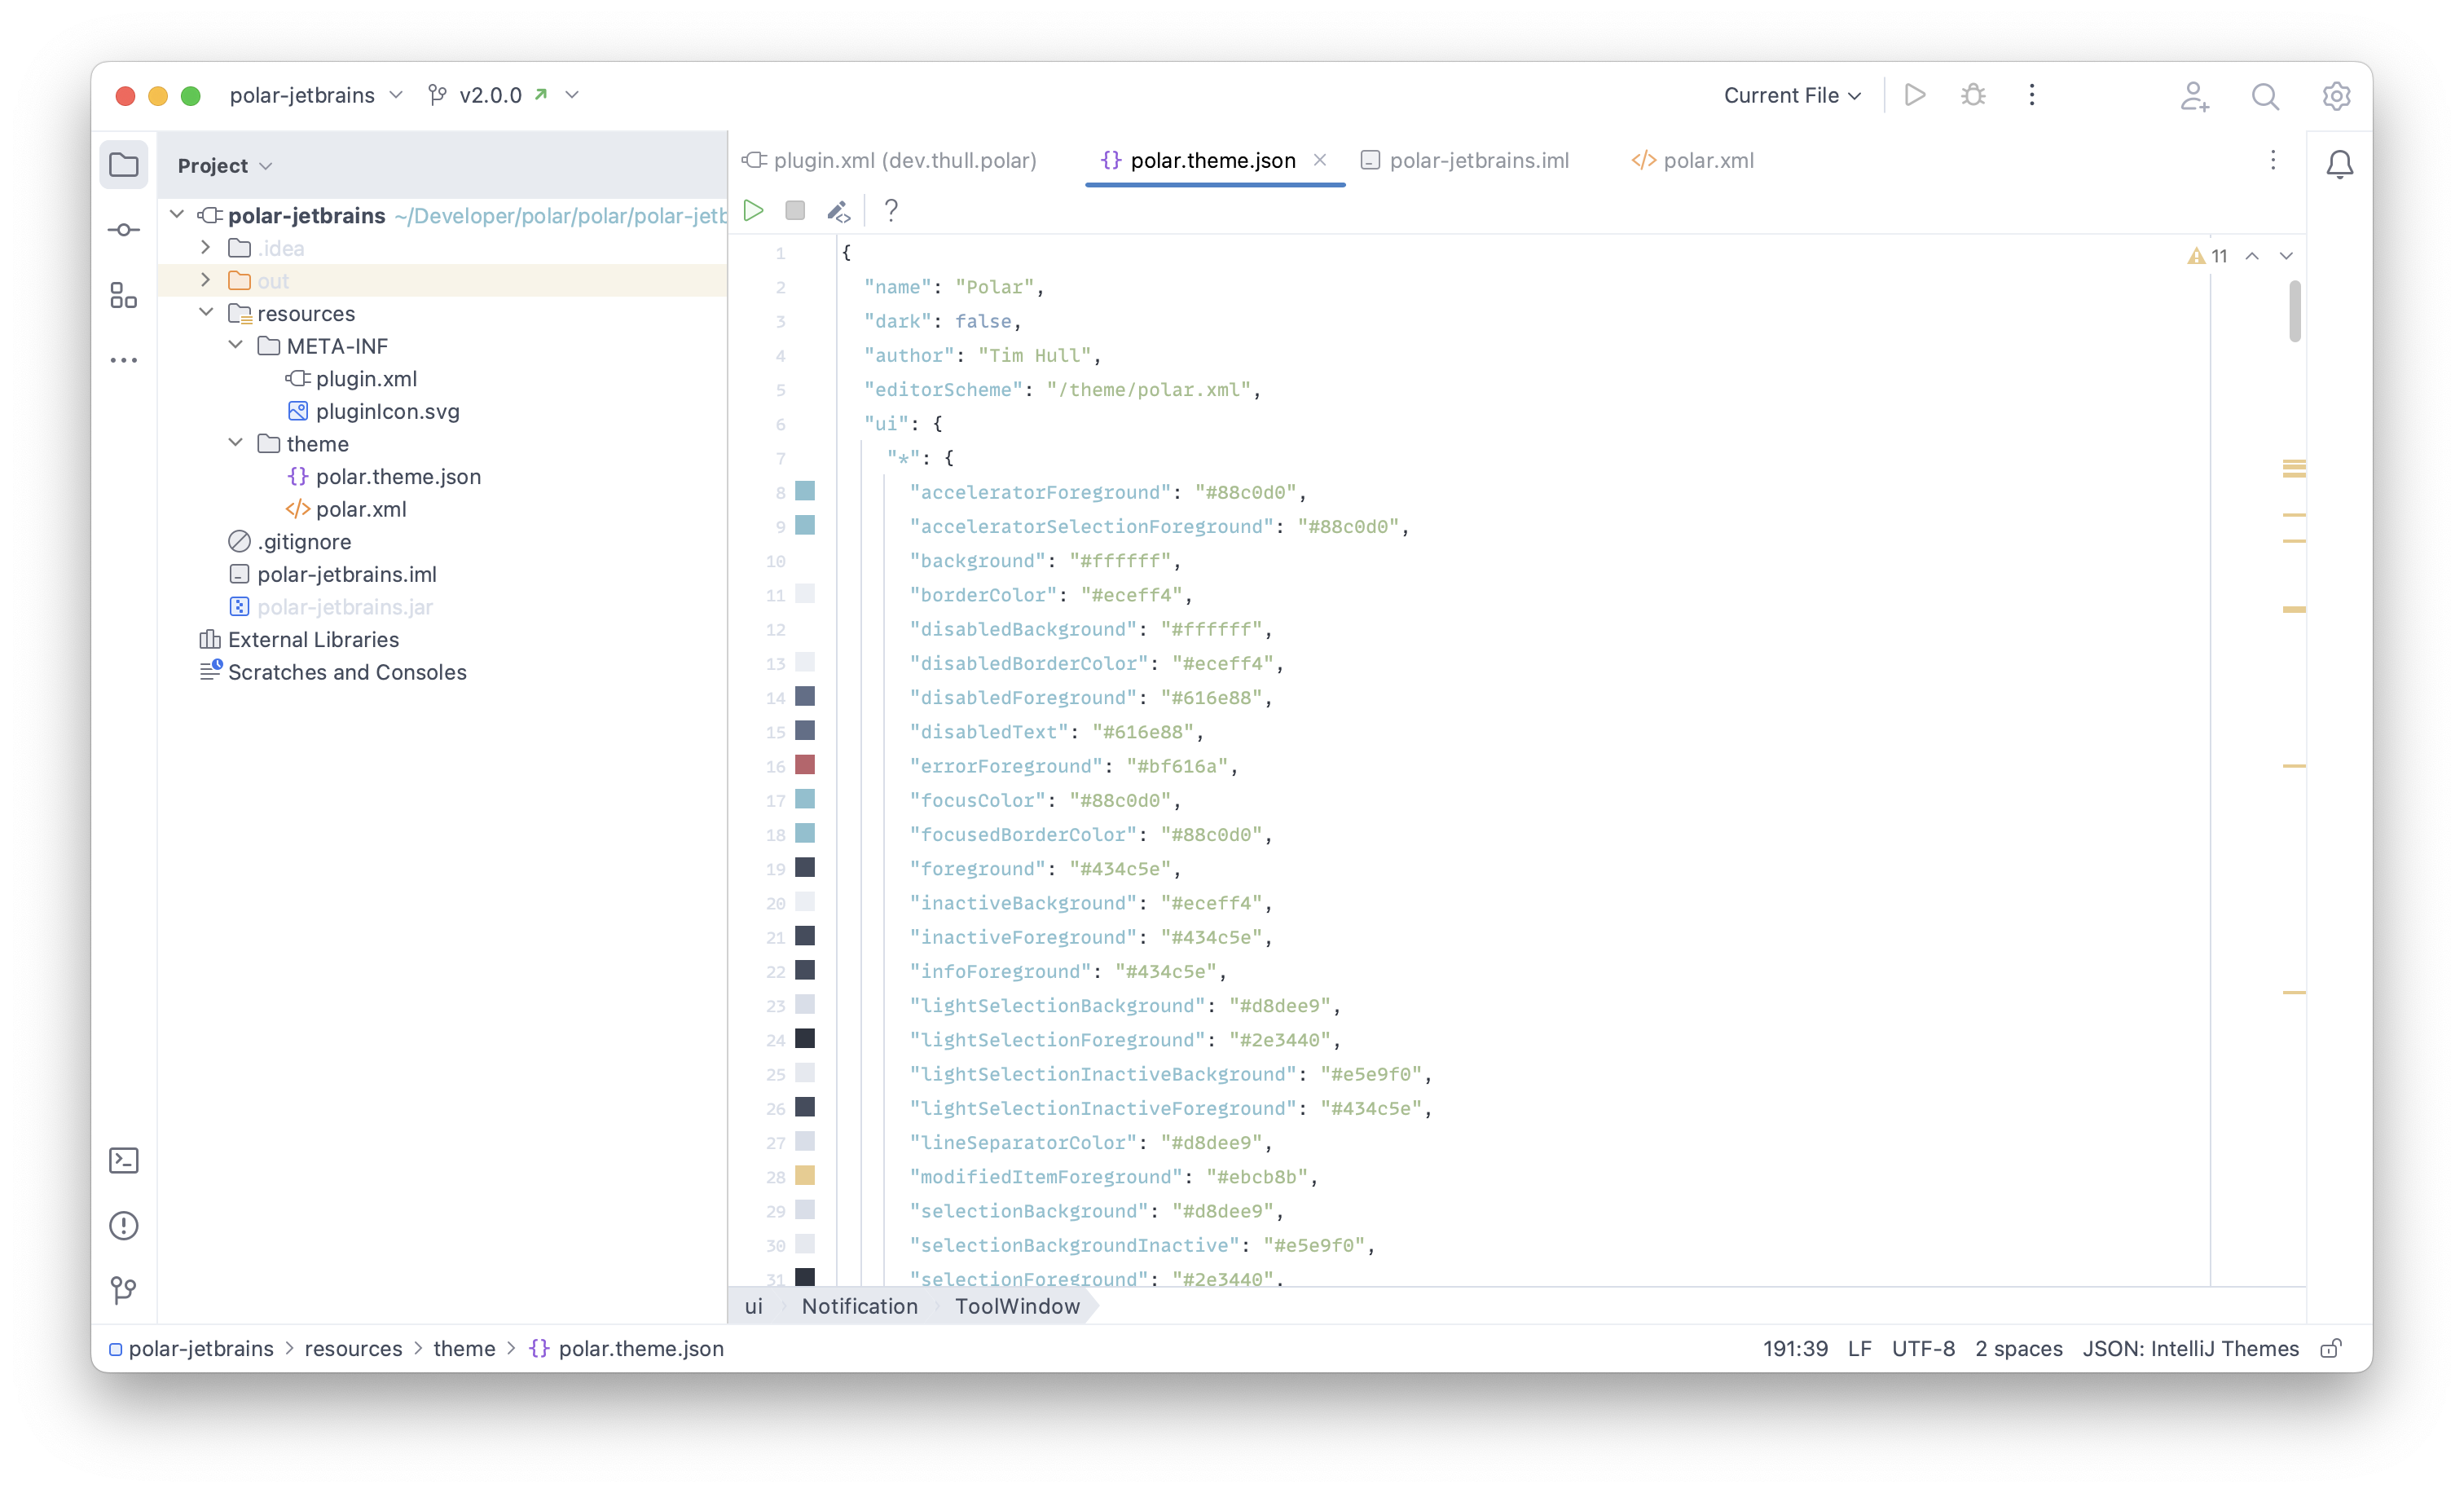 polar-jetbrains v2.0.0 Current File
Project
plugin.xml (dev.thull.polar) polar.theme.json polar-jetbrains.iml polar.xml
polar-jetbrains ~/Developer/polar/polar/polar-jetb
.idea
out
resources
META-INF
plugin.xml
pluginIcon.svg
theme
polar.theme.json
polar.xml
.gitignore
polar-jetbrains.iml
polar-jetbrains.jar
External Libraries
Scratches and Consoles
?
11
1 {
2 "name": "Polar",
3 "dark": false,
4 "author": "Tim Hull",
5 "editorScheme": "/theme/polar.xml",
6 "ui": {
7 "*": {
8 "acceleratorForeground": "#88c0d0",
9 "acceleratorSelectionForeground": "#88c0d0",
10 "background": "#ffffff",
11 "borderColor": "#eceff4",
12 "disabledBackground": "#ffffff",
13 "disabledBorderColor": "#eceff4",
14 "disabledForeground": "#616e88",
15 "disabledText": "#616e88",
16 "errorForeground": "#bf616a",
17 "focusColor": "#88c0d0",
18 "focusedBorderColor": "#88c0d0",
19 "foreground": "#434c5e",
20 "inactiveBackground": "#eceff4",
21 "inactiveForeground": "#434c5e",
22 "infoForeground": "#434c5e",
23 "lightSelectionBackground": "#d8dee9",
24 "lightSelectionForeground": "#2e3440",
25 "lightSelectionInactiveBackground": "#e5e9f0",
26 "lightSelectionInactiveForeground": "#434c5e",
27 "lineSeparatorColor": "#d8dee9",
28 "modifiedItemForeground": "#ebcb8b",
29 "selectionBackground": "#d8dee9",
30 "selectionBackgroundInactive": "#e5e9f0",
31 "selectionForeground": "#2e3440",
ui Notification ToolWindow
polar-jetbrains resources theme {} polar.theme.json 191:39 LF UTF-8 2 spaces JSON: IntelliJ Themes